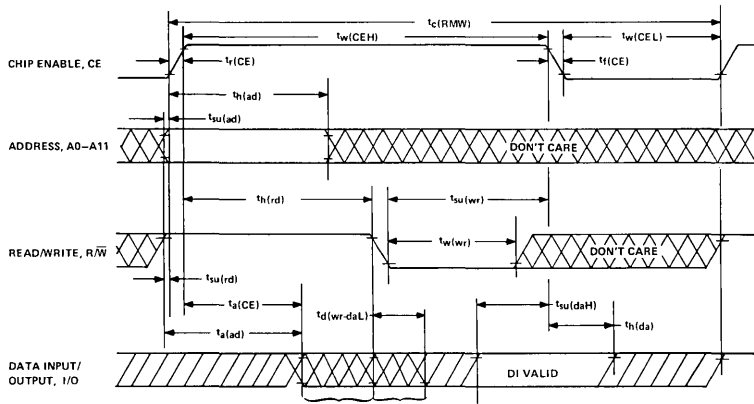 tc(RMW)
tw(CEH)
tw(CEL)
CHIP ENABLE, CE
tr(CE)
tf(CE)
th(ad)
tsu(ad)
ADDRESS, A0–A11
DON'T CARE
th(rd)
tsu(wr)
tw(wr)
READ/WRITE, R/W̅
DON'T CARE
tsu(rd)
ta(CE)
td(wr-daL)
tsu(daH)
ta(ad)
th(da)
DATA INPUT/
OUTPUT, I/O
DI VALID